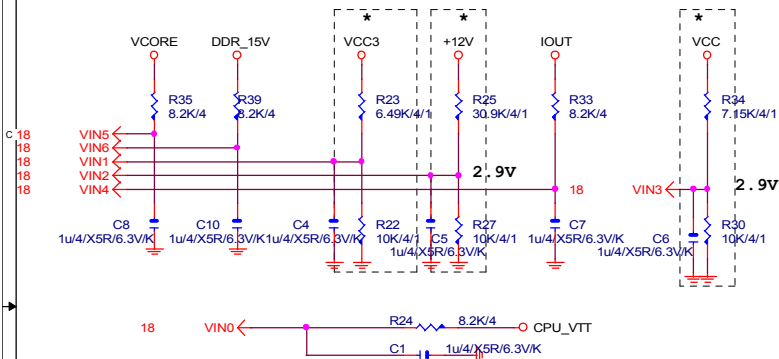 * * *
VCORE DDR_15V VCC3 +12V IOUT VCC
R35 R39 R23 R25 R33 R34
8.2K/4 8.2K/4 6.49K/4/1 30.9K/4/1 8.2K/4 7.15K/4/1
C 18 VIN5
18 VIN6
18 VIN1
18 VIN2 2.9V
18 VIN4 18 VIN3 2.9V
C8 C10 C4 R22 C5 R27 C7 C6 R30
1u/4/X5R/6.3V/K 1u/4/X5R/6.3V/K 1u/4/X5R/6.3V/K 10K/4/1 1u/4/X5R/6.3V/K 10K/4/1 1u/4/X5R/6.3V/K 1u/4/X5R/6.3V/K 10K/4/1
18 VIN0 R24 8.2K/4 CPU_VTT
C1 1u/4/X5R/6.3V/K